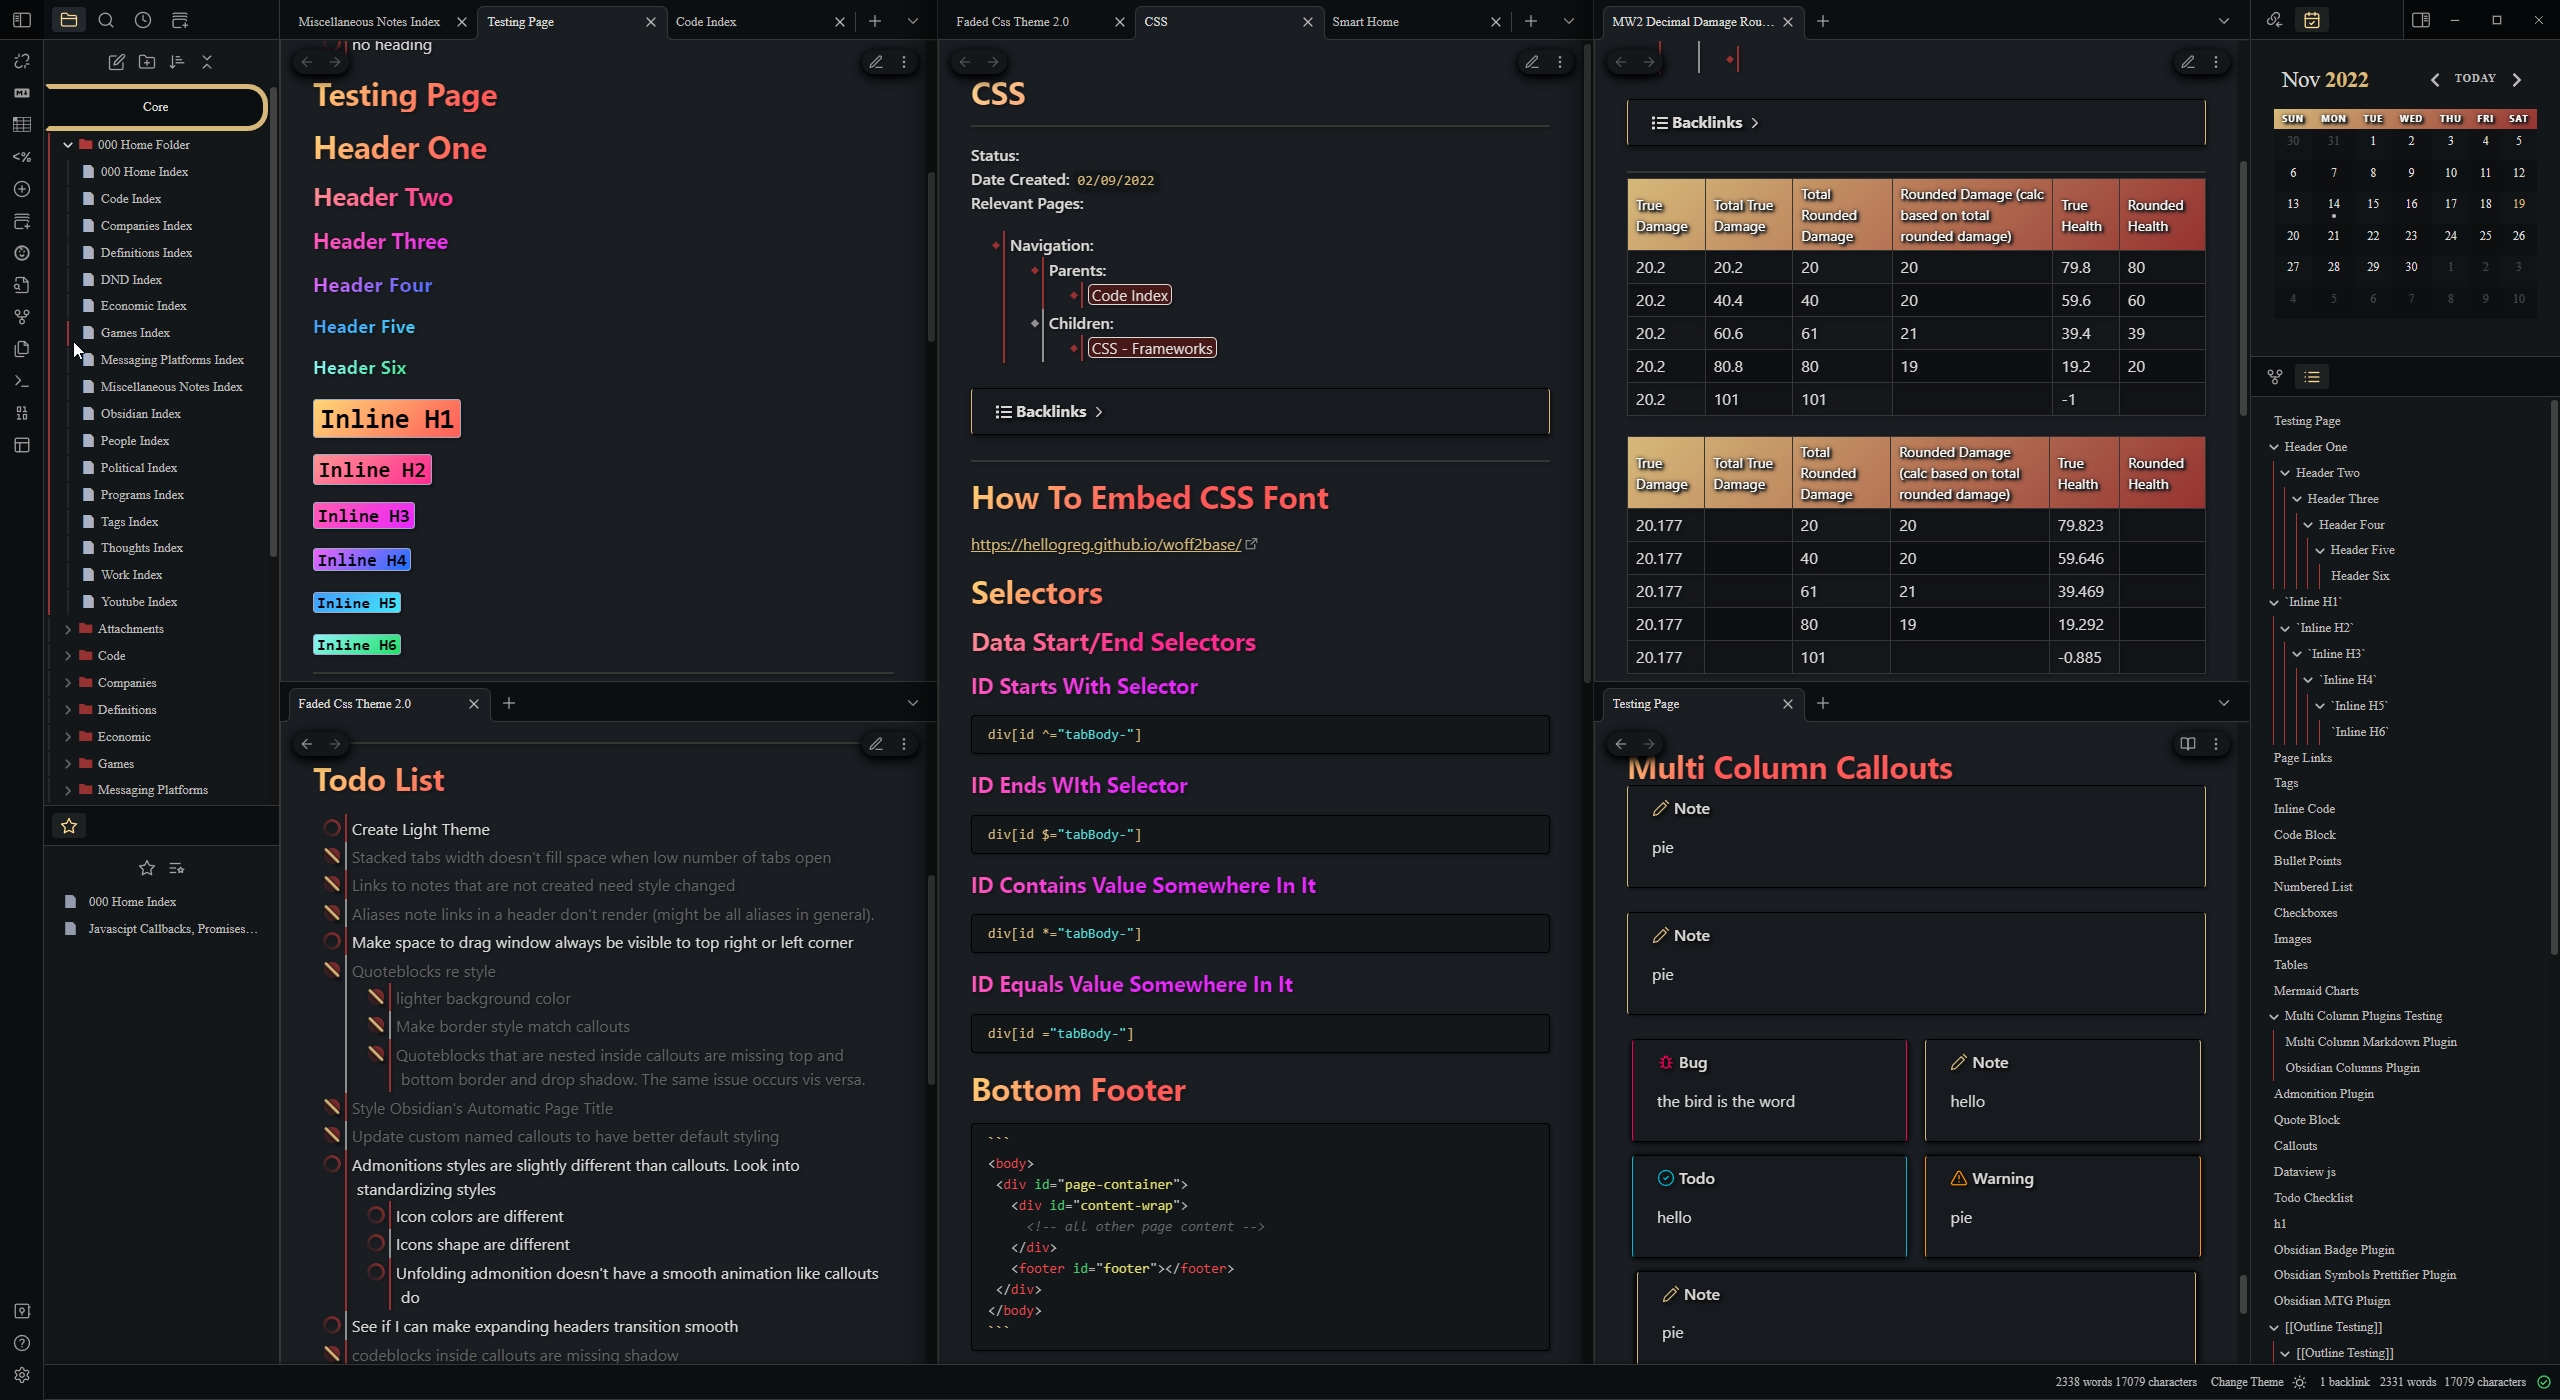 Miscellaneous Notes Index
Testing Page
Code Index
Faded Css Theme 2.0
CSS
Smart Home
MW2 Decimal Damage Rou...
Core
000 Home Folder
000 Home Index
Code Index
Companies Index
Definitions Index
DND Index
Economic Index
Games Index
Messaging Platforms Index
Miscellaneous Notes Index
Obsidian Index
People Index
Political Index
Programs Index
Tags Index
Thoughts Index
Work Index
Youtube Index
Attachments
Code
Companies
Definitions
Economic
Games
Messaging Platforms
000 Home Index
Javascipt Callbacks, Promises...
no heading
Testing Page
Header One
Header Two
Header Three
Header Four
Header Five
Header Six
Inline H1
Inline H2
Inline H3
Inline H4
Inline H5
Inline H6
Faded Css Theme 2.0
Todo List
Create Light Theme
Stacked tabs width doesn't fill space when low number of tabs open
Links to notes that are not created need style changed
Aliases note links in a header don't render (might be all aliases in general).
Make space to drag window always be visible to top right or left corner
Quoteblocks re style
lighter background color
Make border style match callouts
Quoteblocks that are nested inside callouts are missing top and
bottom border and drop shadow. The same issue occurs vis versa.
Style Obsidian's Automatic Page Title
Update custom named callouts to have better default styling
Admonitions styles are slightly different than callouts. Look into
standardizing styles
Icon colors are different
Icons shape are different
Unfolding admonition doesn't have a smooth animation like callouts
do
See if I can make expanding headers transition smooth
codeblocks inside callouts are missing shadow
CSS
Status:
Date Created: 02/09/2022
Relevant Pages:
Navigation:
Parents:
Code Index
Children:
CSS - Frameworks
Backlinks
How To Embed CSS Font
https://hellogreg.github.io/woff2base/
Selectors
Data Start/End Selectors
ID Starts With Selector
div[id ^="tabBody-"]
ID Ends WIth Selector
div[id $="tabBody-"]
ID Contains Value Somewhere In It
div[id *="tabBody-"]
ID Equals Value Somewhere In It
div[id ="tabBody-"]
Bottom Footer
```
<body>
<div id="page-container">
<div id="content-wrap">
<!-- all other page content -->
</div>
<footer id="footer"></footer>
</div>
</body>
```
Backlinks
True Damage | Total True Damage | Total Rounded Damage | Rounded Damage (calc based on total rounded damage) | True Health | Rounded Health
20.2 20.2 20 20 79.8 80
20.2 40.4 40 20 59.6 60
20.2 60.6 61 21 39.4 39
20.2 80.8 80 19 19.2 20
20.2 101 101 -1
True Damage | Total True Damage | Total Rounded Damage | Rounded Damage (calc based on total rounded damage) | True Health | Rounded Health
20.177 20 20 79.823
20.177 40 20 59.646
20.177 61 21 39.469
20.177 80 19 19.292
20.177 101 -0.885
Testing Page
Multi Column Callouts
Note
pie
Note
pie
Bug
the bird is the word
Note
hello
Todo
hello
Warning
pie
Note
pie
Nov 2022
TODAY
SUN MON TUE WED THU FRI SAT
30 31 1 2 3 4 5
6 7 8 9 10 11 12
13 14 15 16 17 18 19
20 21 22 23 24 25 26
27 28 29 30 1 2 3
4 5 6 7 8 9 10
Testing Page
Header One
Header Two
Header Three
Header Four
Header Five
Header Six
`Inline H1`
`Inline H2`
`Inline H3`
`Inline H4`
`Inline H5`
`Inline H6`
Page Links
Tags
Inline Code
Code Block
Bullet Points
Numbered List
Checkboxes
Images
Tables
Mermaid Charts
Multi Column Plugins Testing
Multi Column Markdown Plugin
Obsidian Columns Plugin
Admonition Plugin
Quote Block
Callouts
Dataview js
Todo Checklist
h1
Obsidian Badge Plugin
Obsidian Symbols Prettifier Plugin
Obsidian MTG Pluign
[[Outline Testing]]
[[Outline Testing]]
2338 words 17079 characters
Change Theme
1 backlink
2331 words
17079 characters